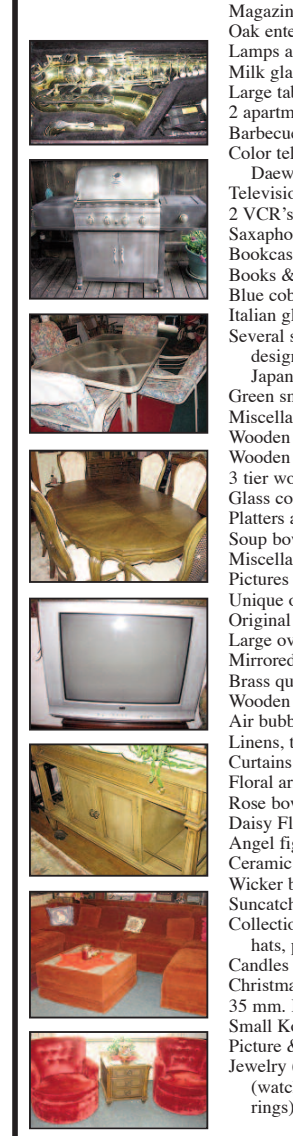 Magazin
Oak ente
Lamps a
Milk gla
Large tab
2 apartm
Barbecue
Color tel
Daew
Televisio
2 VCR's
Saxapho
Bookcas
Books &
Blue cob
Italian gl
Several s
design
Japan
Green sn
Miscella
Wooden
Wooden
3 tier wo
Glass co
Platters a
Soup bov
Miscella
Pictures
Unique o
Original
Large ov
Mirrored
Brass qu
Wooden
Air bubb
Linens, t
Curtains
Floral ar
Rose bov
Daisy Fl
Angel fig
Ceramic
Wicker b
Suncatch
Collectio
hats, p
Candles
Christma
35 mm.
Small Ko
Picture &
Jewelry (
(watc
rings)